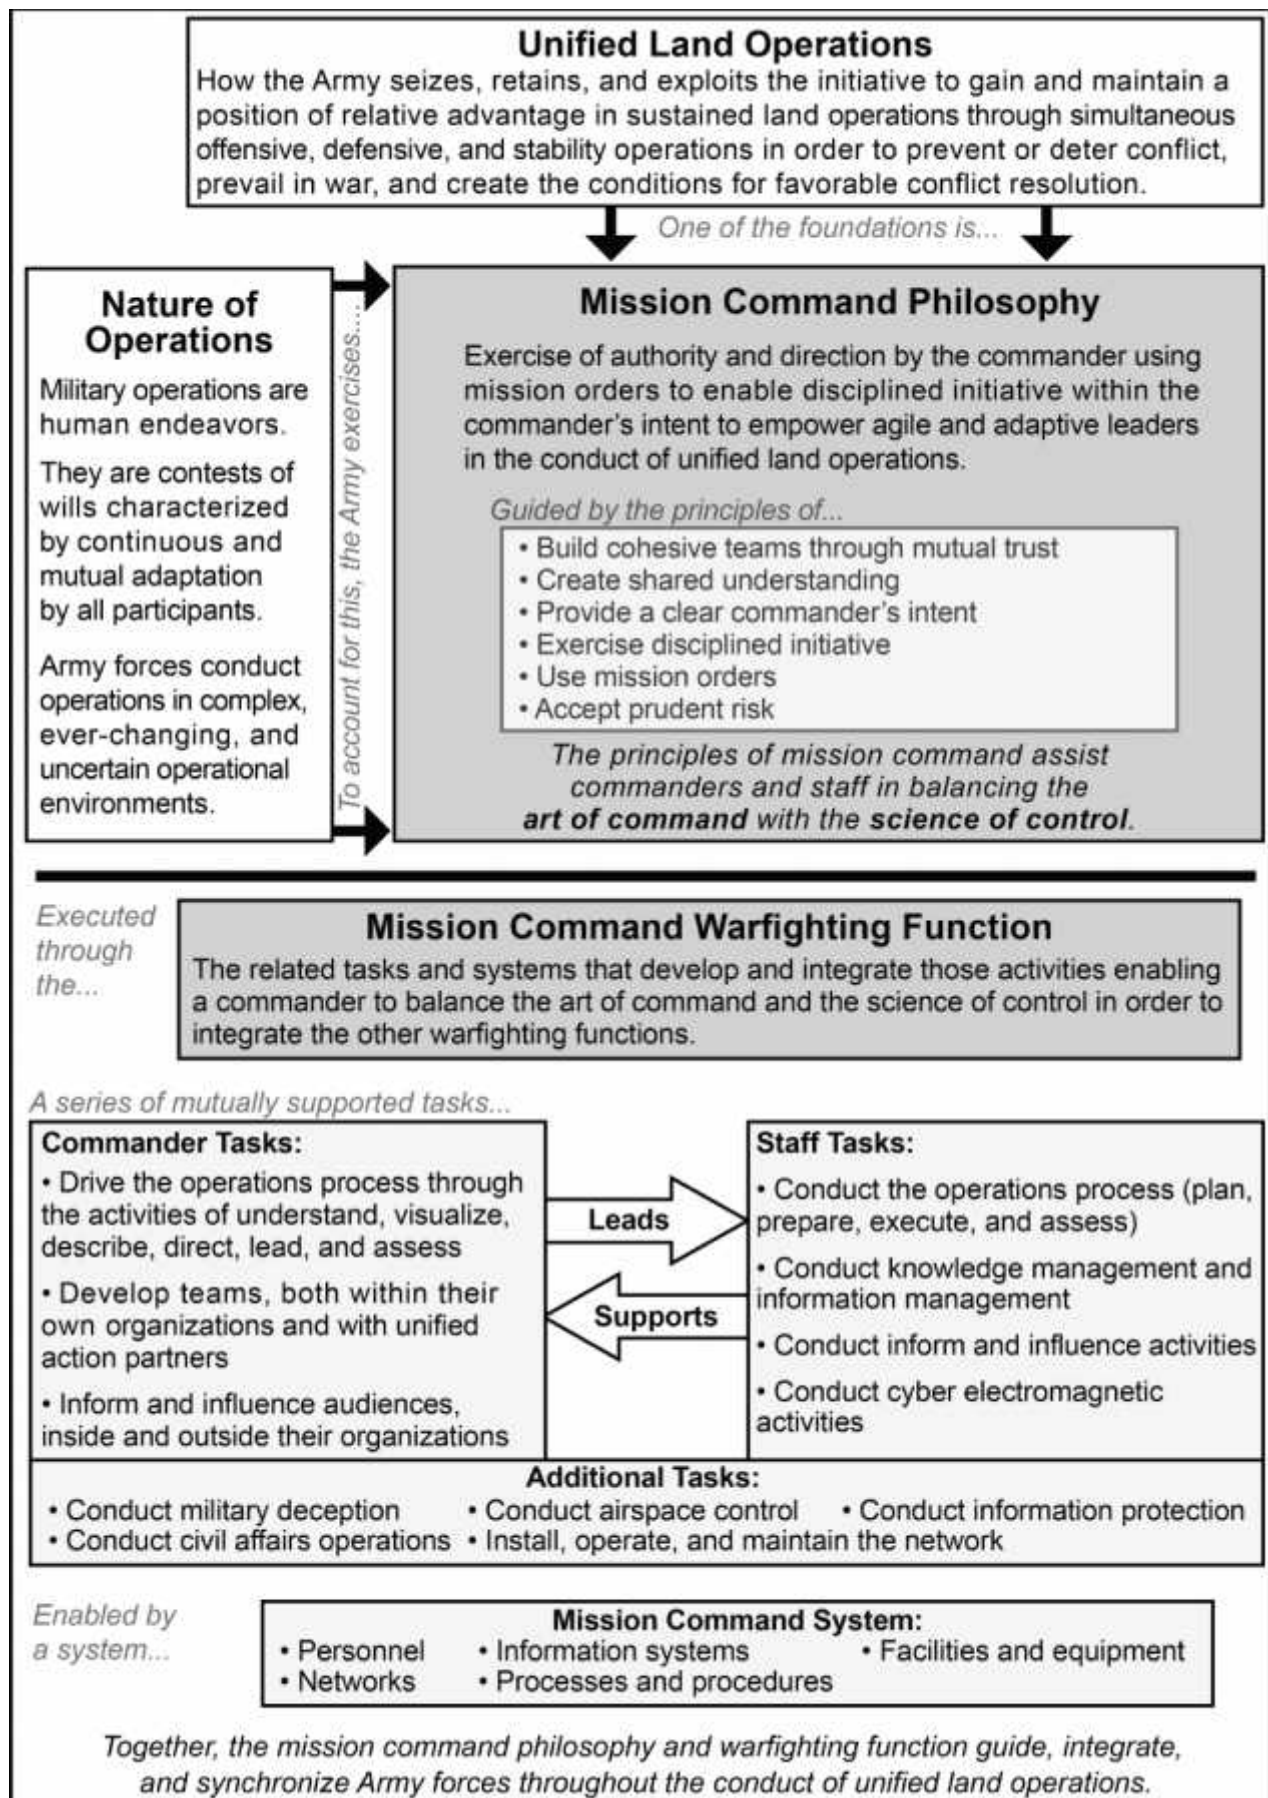 Unified Land Operations
How the Army seizes, retains, and exploits the initiative to gain and maintain a
position of relative advantage in sustained land operations through simultaneous
offensive, defensive, and stability operations in order to prevent or deter conflict,
prevail in war, and create the conditions for favorable conflict resolution.
One of the foundations is...
Nature of
Operations
Military operations are
human endeavors.
They are contests of
wills characterized
by continuous and
mutual adaptation
by all participants.
Army forces conduct
operations in complex,
ever-changing, and
uncertain operational
environments.
To account for this, the Army exercises....
Mission Command Philosophy
Exercise of authority and direction by the commander using
mission orders to enable disciplined initiative within the
commander's intent to empower agile and adaptive leaders
in the conduct of unified land operations.
Guided by the principles of...
• Build cohesive teams through mutual trust
• Create shared understanding
• Provide a clear commander's intent
• Exercise disciplined initiative
• Use mission orders
• Accept prudent risk
The principles of mission command assist
commanders and staff in balancing the
art of command with the science of control.
Executed
through
the...
Mission Command Warfighting Function
The related tasks and systems that develop and integrate those activities enabling
a commander to balance the art of command and the science of control in order to
integrate the other warfighting functions.
A series of mutually supported tasks...
Commander Tasks:
• Drive the operations process through
the activities of understand, visualize,
describe, direct, lead, and assess
• Develop teams, both within their
own organizations and with unified
action partners
• Inform and influence audiences,
inside and outside their organizations
Leads
Supports
Staff Tasks:
• Conduct the operations process (plan,
prepare, execute, and assess)
• Conduct knowledge management and
information management
• Conduct inform and influence activities
• Conduct cyber electromagnetic
activities
Additional Tasks:
• Conduct military deception • Conduct airspace control • Conduct information protection
• Conduct civil affairs operations • Install, operate, and maintain the network
Enabled by
a system...
Mission Command System:
• Personnel • Information systems • Facilities and equipment
• Networks • Processes and procedures
Together, the mission command philosophy and warfighting function guide, integrate,
and synchronize Army forces throughout the conduct of unified land operations.